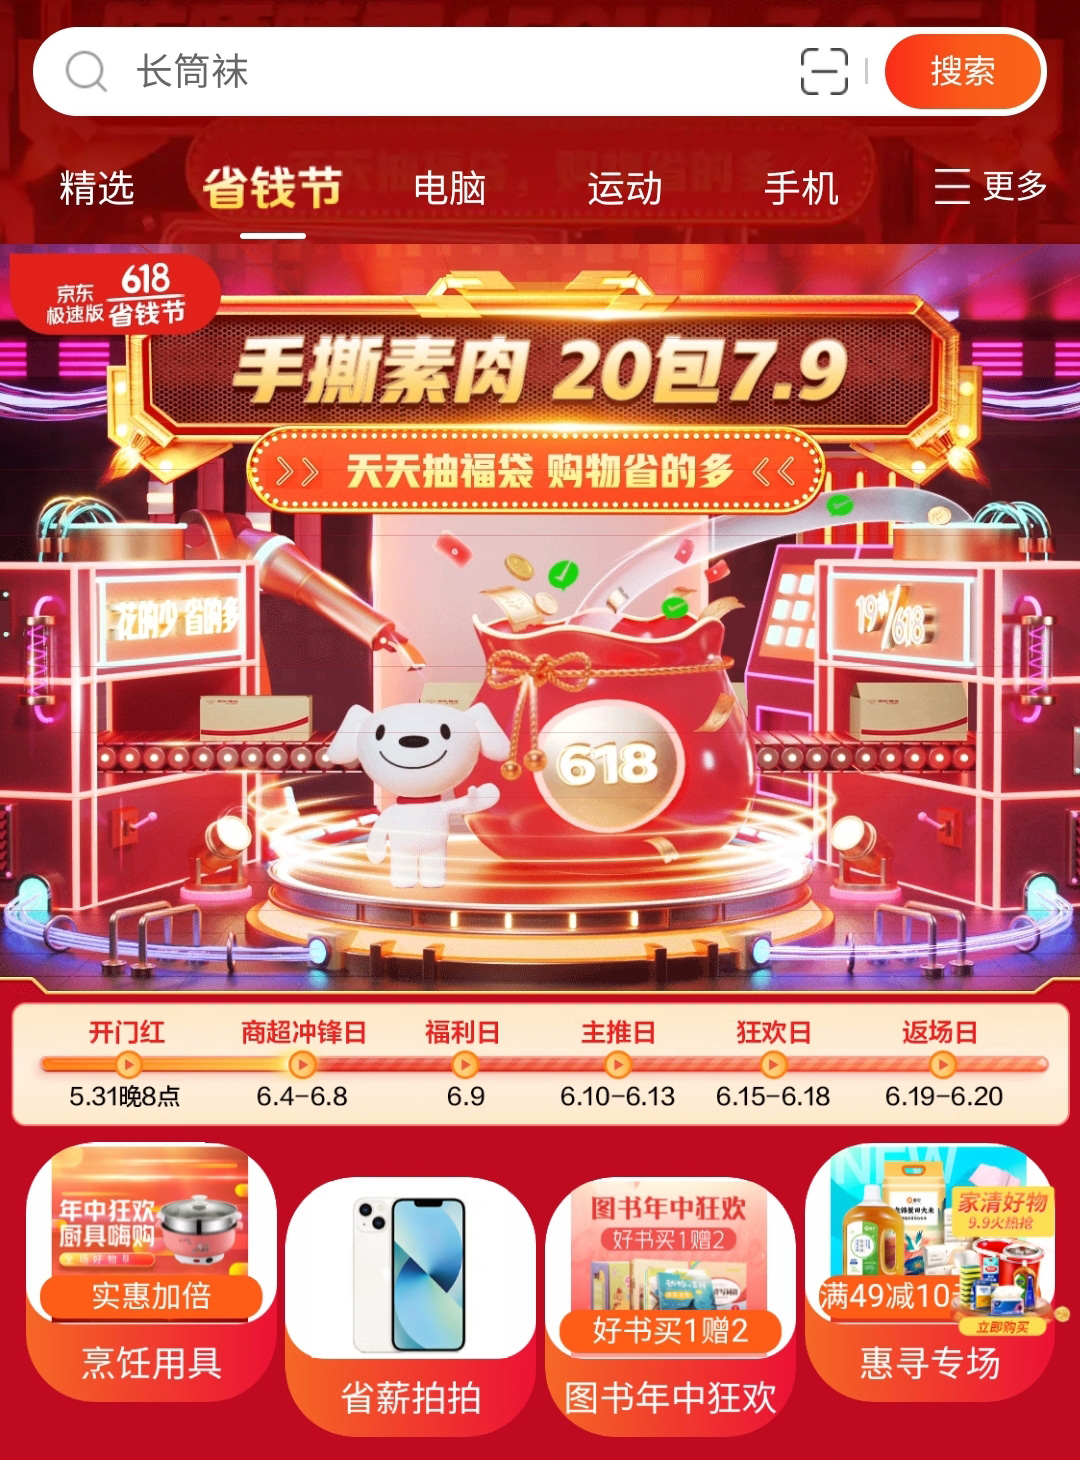 长筒袜
搜索
精选
省钱节
电脑
运动
手机
更多
京东
极速版
618
省钱节
手撕素肉 20包7.9
天天抽福袋 购物省的多
花的少 省的多
19th/618
618
开门红
商超冲锋日
福利日
主推日
狂欢日
返场日
5.31晚8点
6.4-6.8
6.9
6.10-6.13
6.15-6.18
6.19-6.20
年中狂欢
厨具嗨购
实惠加倍
烹饪用具
省薪拍拍
图书年中狂欢
好书买1赠2
好书买1赠2
图书年中狂欢
NEW
家清好物
9.9火热抢
满49减10
立即购买
惠寻专场